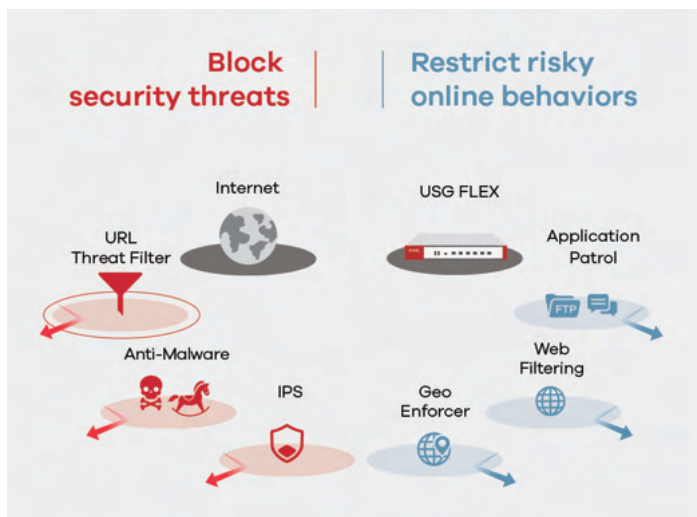 Block
security threats
Restrict risky
online behaviors
Internet
USG FLEX
URL
Threat Filter
Application
Patrol
FTP
Anti-Malware
Web
Filtering
IPS
Geo
Enforcer